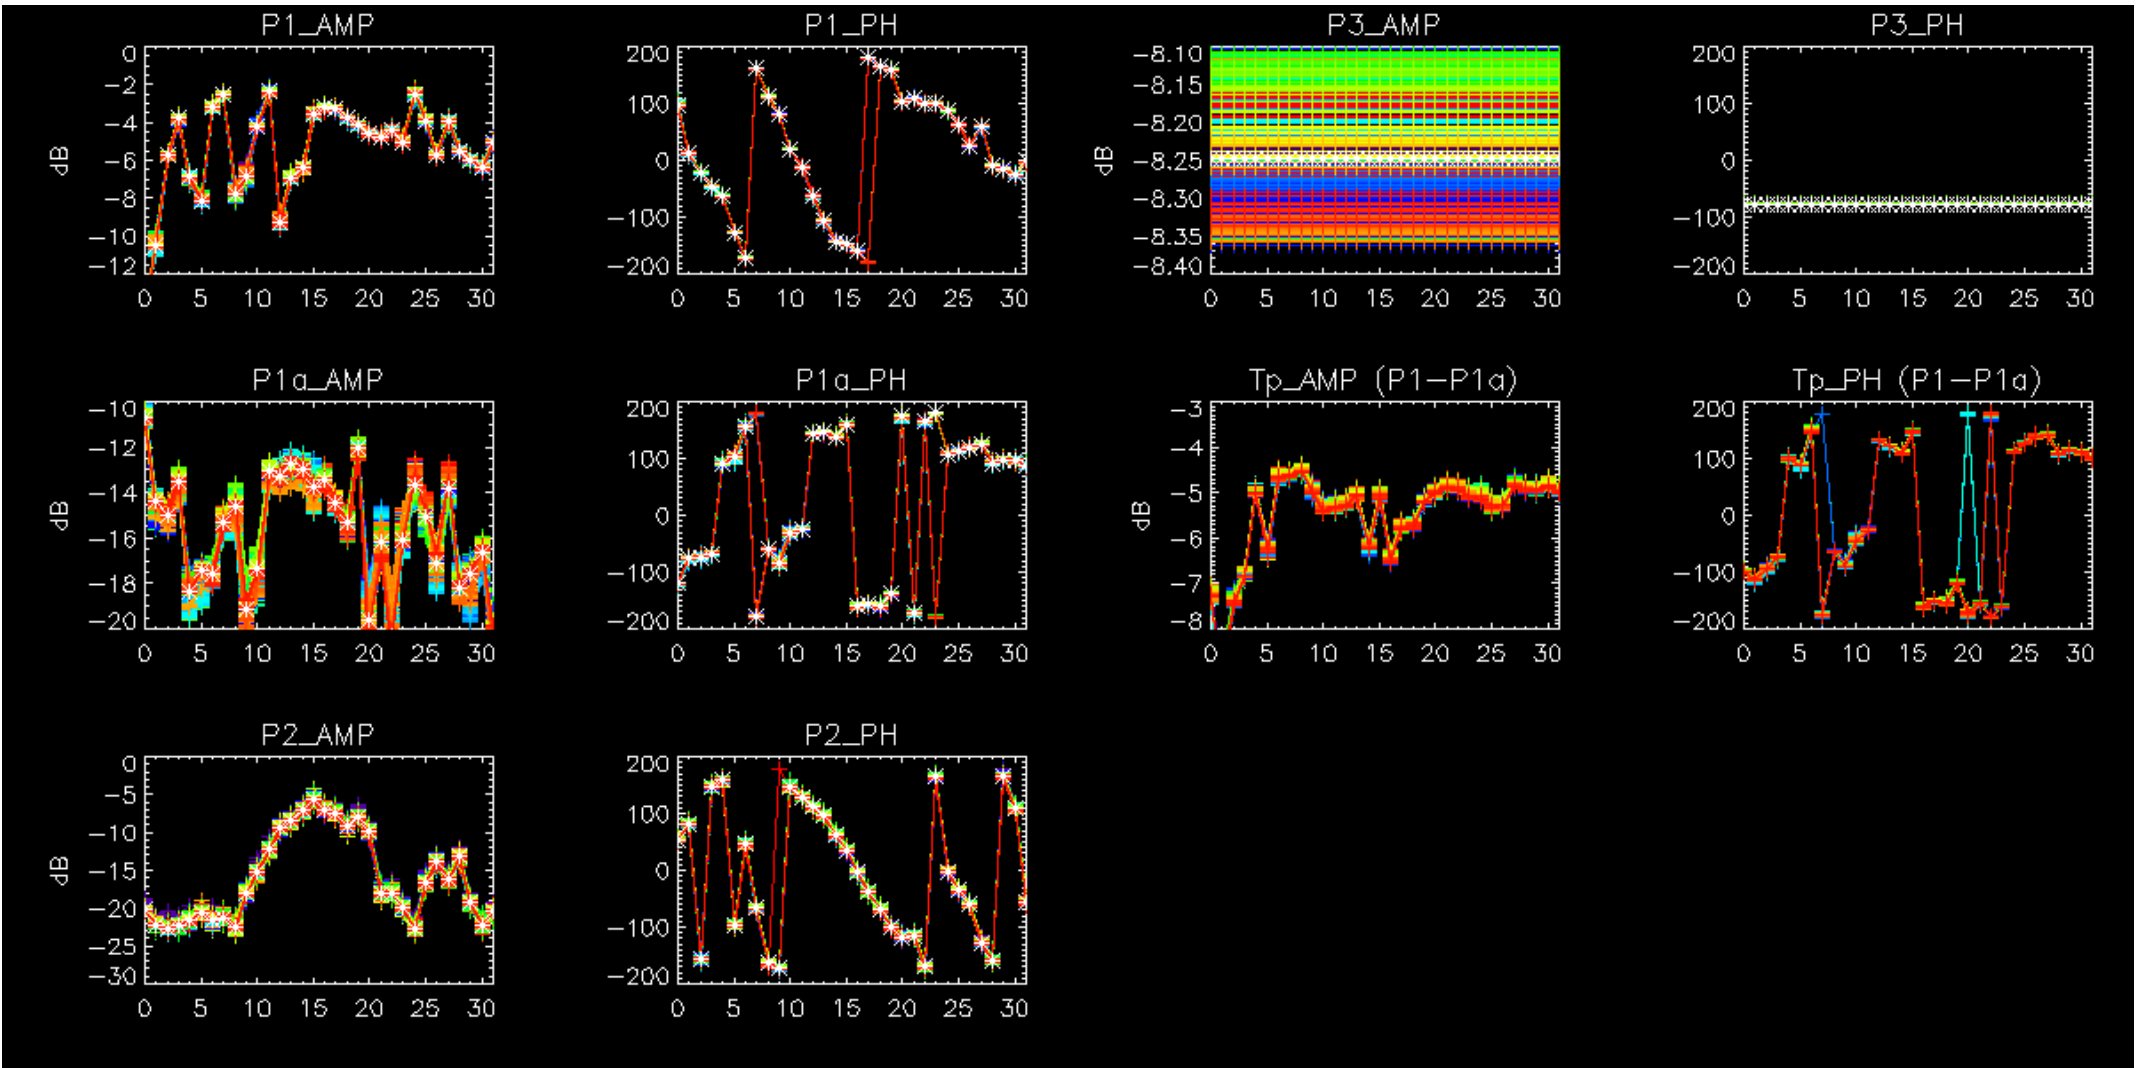 P1_AMP
P1_PH
P3_AMP
P3_PH
0
−2
−4
−6
−8
−10
−12
dB
0 5 10 15 20 25 30
200
100
0
−100
−200
0 5 10 15 20 25 30
−8.10
−8.15
−8.20
−8.25
−8.30
−8.35
−8.40
dB
0 5 10 15 20 25 30
200
100
0
−100
−200
0 5 10 15 20 25 30
P1a_AMP
P1a_PH
Tp_AMP (P1−P1a)
Tp_PH (P1−P1a)
−10
−12
−14
−16
−18
−20
dB
0 5 10 15 20 25 30
200
100
0
−100
−200
0 5 10 15 20 25 30
−3
−4
−5
−6
−7
−8
dB
0 5 10 15 20 25 30
200
100
0
−100
−200
0 5 10 15 20 25 30
P2_AMP
P2_PH
0
−5
−10
−15
−20
−25
−30
dB
0 5 10 15 20 25 30
200
100
0
−100
−200
0 5 10 15 20 25 30